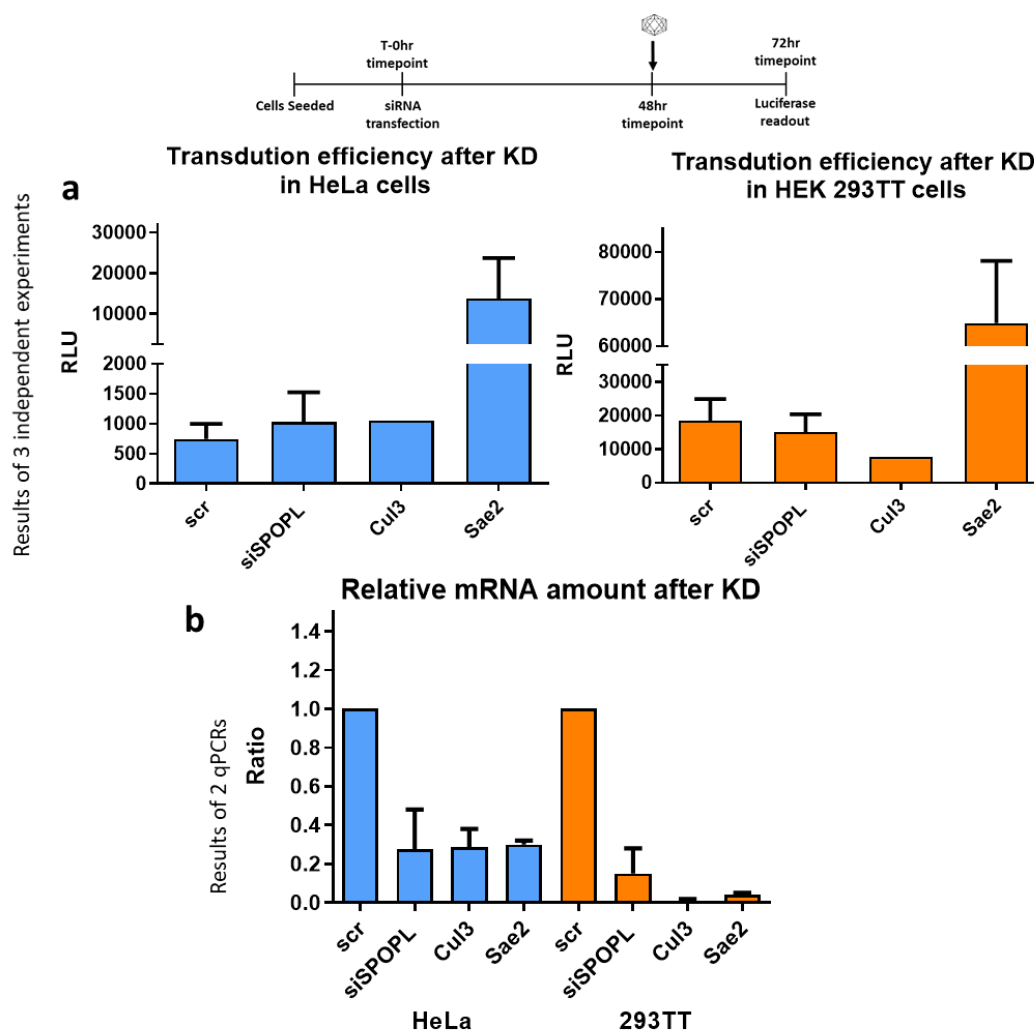 T-0hr
timepoint
72hr
timepoint
Cells Seeded
siRNA
transfection
48hr
timepoint
Luciferase
readout
Transdution efficiency after KD
in HeLa cells
Transdution efficiency after KD
in HEK 293TT cells
a
Results of 3 independent experiments
RLU
30000
20000
10000
2000
1500
1000
500
0
scr
siSPOPL
Cul3
Sae2
RLU
80000
70000
60000
30000
20000
10000
0
scr
siSPOPL
Cul3
Sae2
Relative mRNA amount after KD
b
Results of 2 qPCRs
Ratio
1.4
1.2
1.0
0.8
0.6
0.4
0.2
0.0
scr
siSPOPL
Cul3
Sae2
scr
siSPOPL
Cul3
Sae2
HeLa
293TT